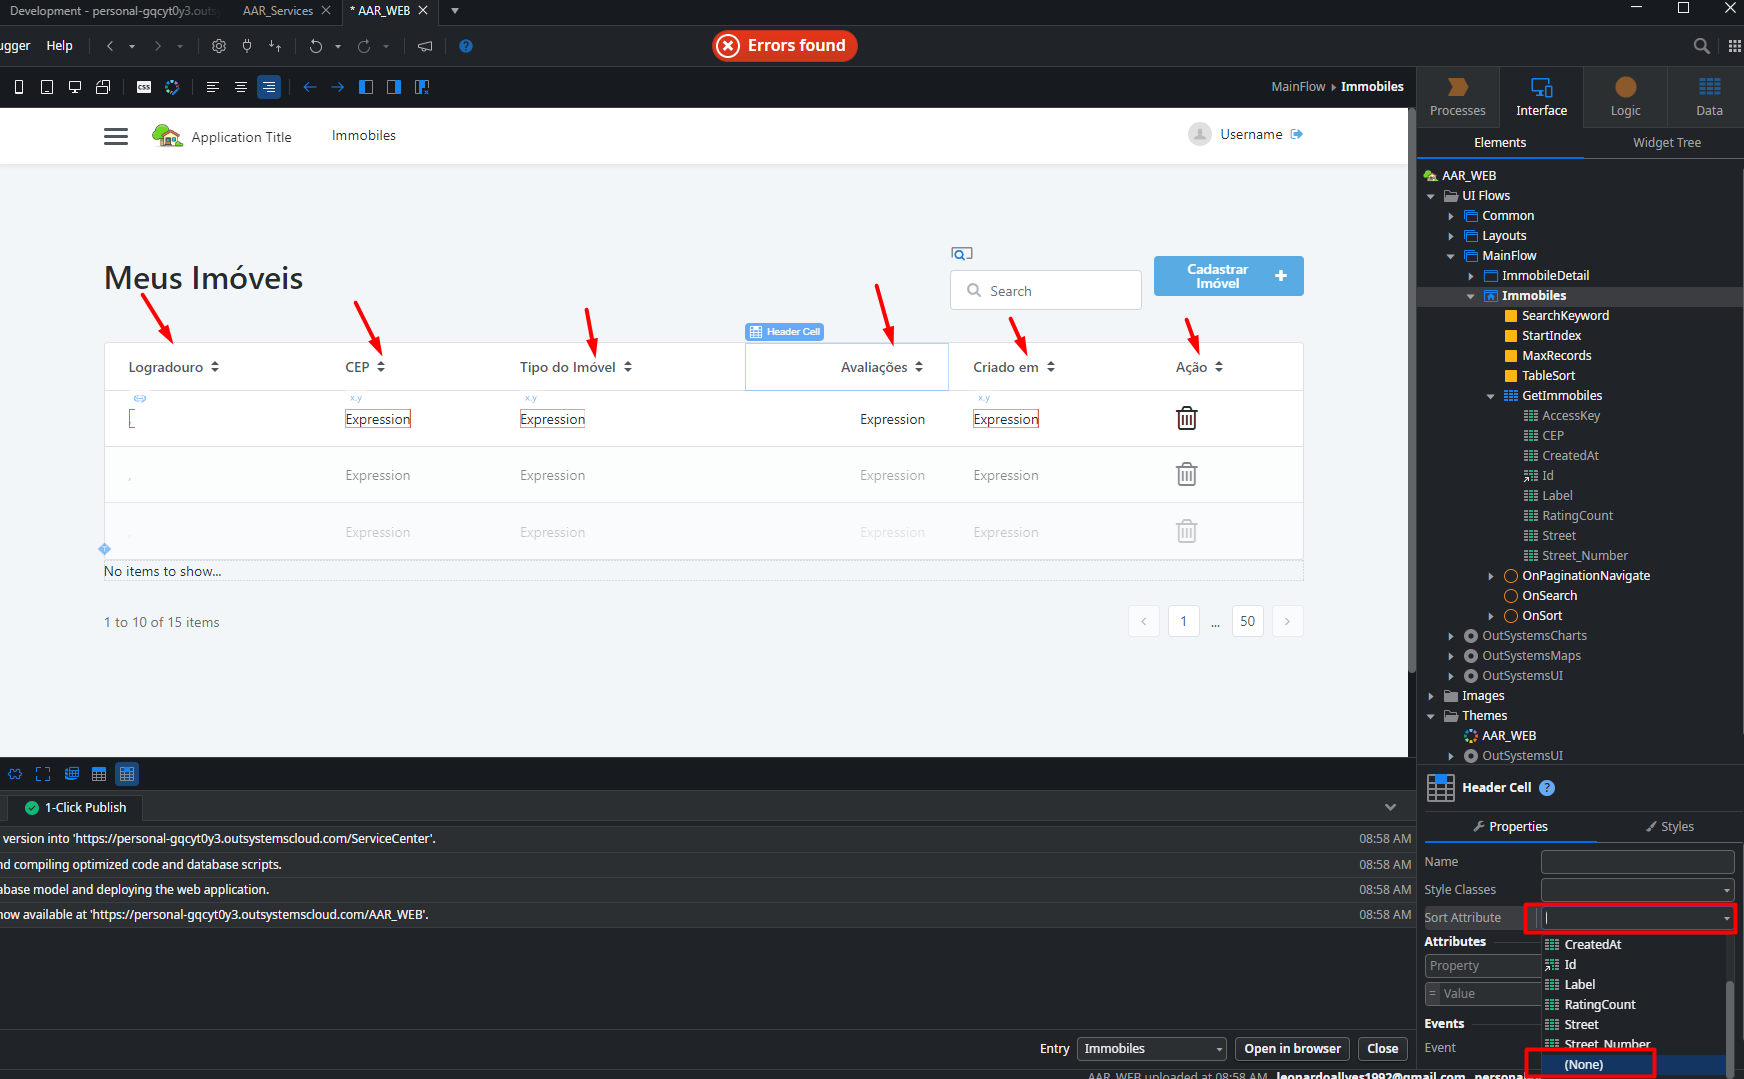 Development - personal-gqcyt0y3.outs
AAR_Services
* AAR_WEB
ugger
Help
Errors found
MainFlow
Immobiles
Processes
Interface
Logic
Data
Elements
Widget Tree
Application Title
Immobiles
Username
Meus Imóveis
Search
Cadastrar
Imóvel
Header Cell
Logradouro
CEP
Tipo do Imóvel
Avaliações
Criado em
Ação
x.y
x.y
x.y
,
Expression
Expression
Expression
Expression
,
Expression
Expression
Expression
Expression
Expression
Expression
Expression
Expression
No items to show...
1 to 10 of 15 items
1
...
50
AAR_WEB
UI Flows
Common
Layouts
MainFlow
ImmobileDetail
Immobiles
SearchKeyword
StartIndex
MaxRecords
TableSort
GetImmobiles
AccessKey
CEP
CreatedAt
Id
Label
RatingCount
Street
Street_Number
OnPaginationNavigate
OnSearch
OnSort
OutSystemsCharts
OutSystemsMaps
OutSystemsUI
Images
Themes
AAR_WEB
OutSystemsUI
1-Click Publish
version into 'https://personal-gqcyt0y3.outsystemscloud.com/ServiceCenter'.
08:58 AM
nd compiling optimized code and database scripts.
08:58 AM
abase model and deploying the web application.
08:58 AM
now available at 'https://personal-gqcyt0y3.outsystemscloud.com/AAR_WEB'.
08:58 AM
Entry
Immobiles
Open in browser
Close
Header Cell
Properties
Styles
Name
Style Classes
Sort Attribute
Attributes
Property
= Value
Events
Event
CreatedAt
Id
Label
RatingCount
Street
Street_Number
(None)
AAR_WEB uploaded at 08:58 AM
leonardoallves1992@gmail.com
persona